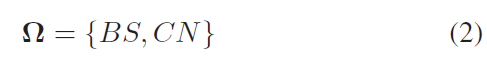 Ω = {BS, CN} (2)